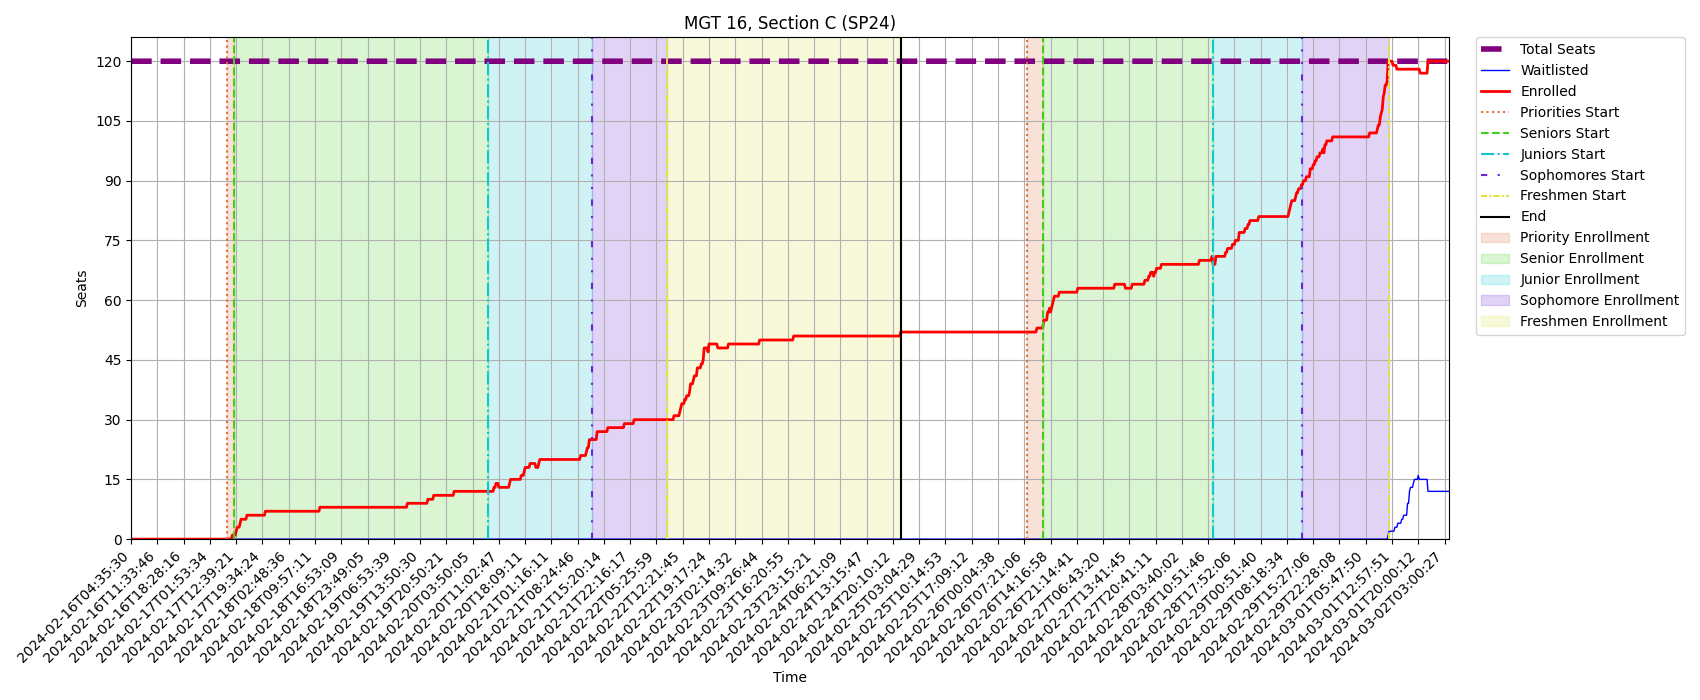 MGT 16, Section C (SP24)
Seats
120
105
90
75
60
45
30
15
0
2024-02-16T04:35:30
2024-02-16T11:33:46
2024-02-16T18:28:16
2024-02-17T01:53:34
2024-02-17T12:39:21
2024-02-17T19:34:24
2024-02-18T02:48:36
2024-02-18T09:57:11
2024-02-18T16:53:09
2024-02-18T23:49:05
2024-02-19T06:53:39
2024-02-19T13:50:30
2024-02-19T20:50:21
2024-02-20T03:50:05
2024-02-20T11:02:47
2024-02-20T18:09:11
2024-02-21T01:16:11
2024-02-21T08:24:46
2024-02-21T15:20:14
2024-02-21T22:16:17
2024-02-22T05:25:59
2024-02-22T12:21:45
2024-02-22T19:17:24
2024-02-23T02:14:32
2024-02-23T09:26:44
2024-02-23T16:20:55
2024-02-23T23:15:21
2024-02-24T06:21:09
2024-02-24T13:15:47
2024-02-24T20:10:12
2024-02-25T03:04:29
2024-02-25T10:14:53
2024-02-25T17:09:12
2024-02-26T00:04:38
2024-02-26T07:21:06
2024-02-26T14:16:58
2024-02-26T21:14:41
2024-02-27T06:43:20
2024-02-27T13:41:45
2024-02-27T20:41:11
2024-02-28T03:40:02
2024-02-28T10:51:46
2024-02-28T17:52:06
2024-02-29T00:51:40
2024-02-29T08:18:34
2024-02-29T15:27:06
2024-02-29T22:28:08
2024-03-01T05:47:50
2024-03-01T12:57:51
2024-03-01T20:00:12
2024-03-02T03:00:27
Time
Total Seats
Waitlisted
Enrolled
Priorities Start
Seniors Start
Juniors Start
Sophomores Start
Freshmen Start
End
Priority Enrollment
Senior Enrollment
Junior Enrollment
Sophomore Enrollment
Freshmen Enrollment